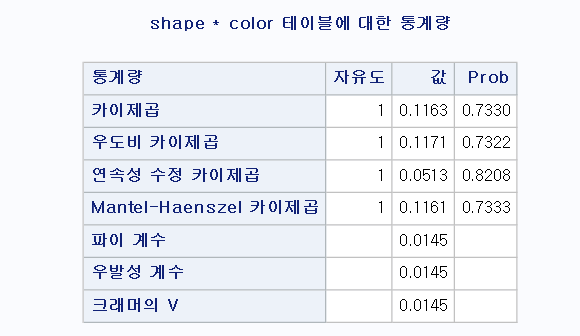 shape * color 테이블에 대한 통계량
통계량 자유도 값 Prob
카이제곱 1 0.1163 0.7330
우도비 카이제곱 1 0.1171 0.7322
연속성 수정 카이제곱 1 0.0513 0.8208
Mantel-Haenszel 카이제곱 1 0.1161 0.7333
파이 계수 0.0145
우발성 계수 0.0145
크래머의 V 0.0145